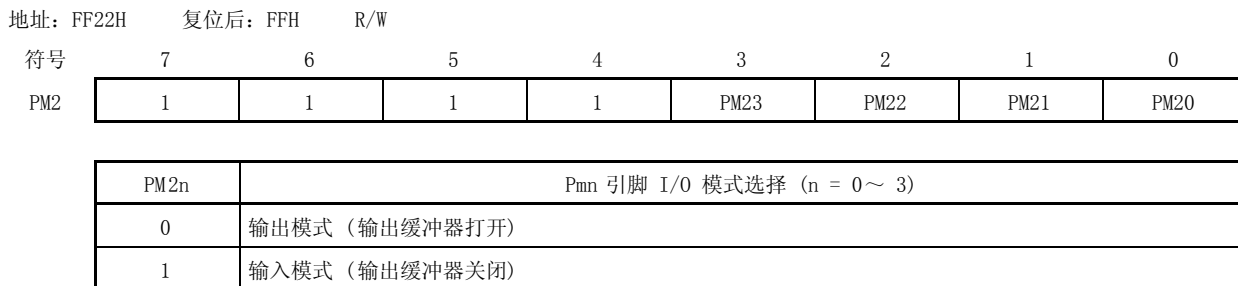 地址: FF22H 复位后: FFH R/W
符号 7 6 5 4 3 2 1 0
PM2 1 1 1 1 PM23 PM22 PM21 PM20
PM2n Pmn 引脚 I/O 模式选择 (n = 0～ 3)
0 输出模式 (输出缓冲器打开)
1 输入模式 (输出缓冲器关闭)